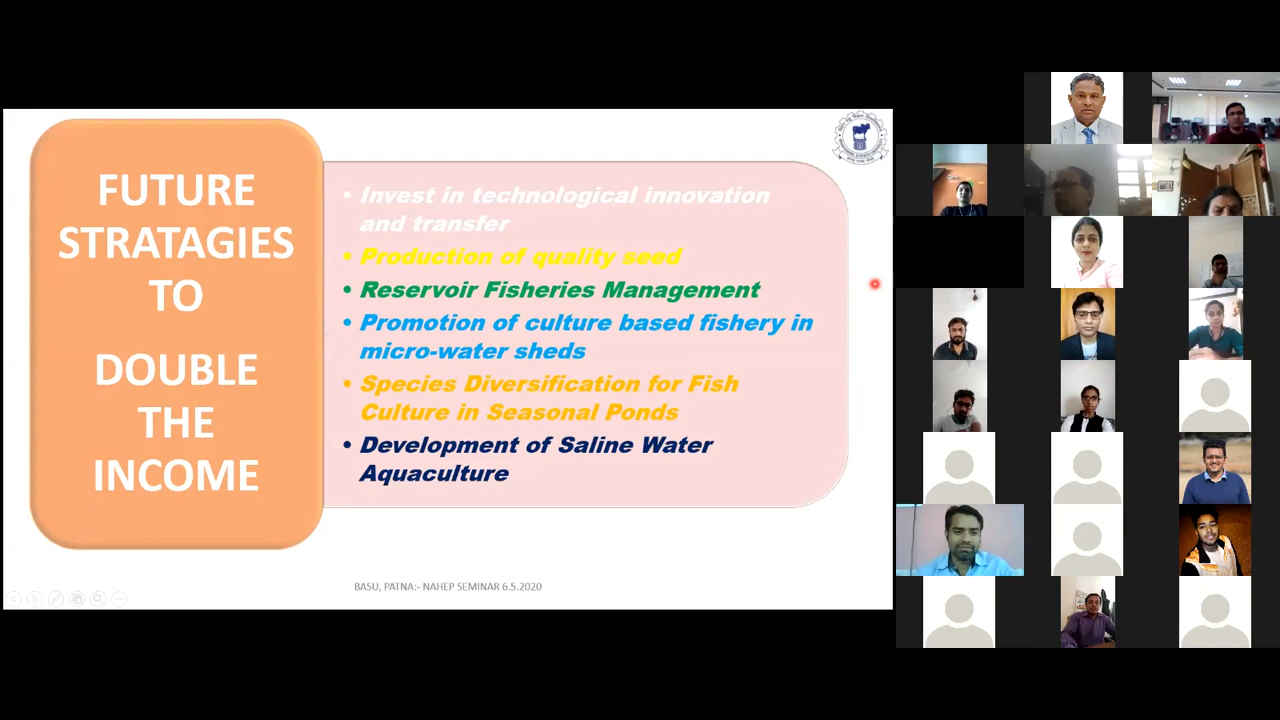 FUTURE
STRATAGIES
TO
DOUBLE
THE
INCOME
• Invest in technological innovation
and transfer
• Production of quality seed
• Reservoir Fisheries Management
• Promotion of culture based fishery in
micro-water sheds
• Species Diversification for Fish
Culture in Seasonal Ponds
• Development of Saline Water
Aquaculture
BASU, PATNA:- NAHEP SEMINAR 6.5.2020